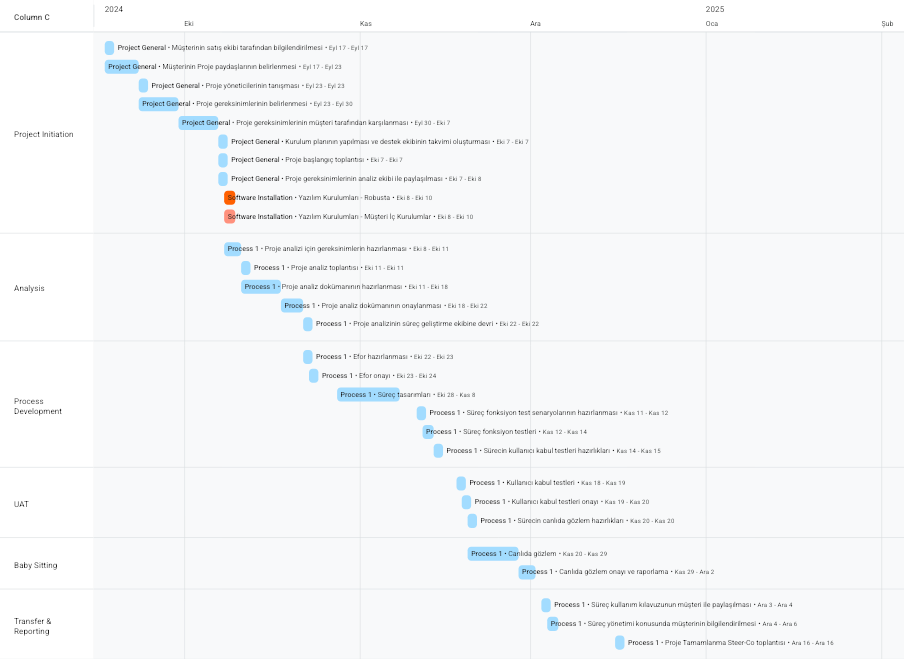 Column C
2024
2025
Eki
Kas
Ara
Oca
Şub
Project Initiation
Project General • Müşterinin satış ekibi tarafından bilgilendirilmesi • Eyl 17 - Eyl 17
Project General • Müşterinin Proje paydaşlarının belirlenmesi • Eyl 17 - Eyl 23
Project General • Proje yöneticilerinin tanışması • Eyl 23 - Eyl 23
Project General • Proje gereksinimlerinin belirlenmesi • Eyl 23 - Eyl 30
Project General • Proje gereksinimlerinin müşteri tarafından karşılanması • Eyl 30 - Eki 7
Project General • Kurulum planının yapılması ve destek ekibinin takvimi oluşturması • Eki 7 - Eki 7
Project General • Proje başlangıç toplantısı • Eki 7 - Eki 7
Project General • Proje gereksinimlerinin analiz ekibi ile paylaşılması • Eki 7 - Eki 8
Software Installation • Yazılım Kurulumları - Robusta • Eki 8 - Eki 10
Software Installation • Yazılım Kurulumları - Müşteri İç Kurulumlar • Eki 8 - Eki 10
Analysis
Process 1 • Proje analizi için gereksinimlerin hazırlanması • Eki 8 - Eki 11
Process 1 • Proje analiz toplantısı • Eki 11 - Eki 11
Process 1 • Proje analiz dokümanının hazırlanması • Eki 11 - Eki 18
Process 1 • Proje analiz dokümanının onaylanması • Eki 18 - Eki 22
Process 1 • Proje analizinin süreç geliştirme ekibine devri • Eki 22 - Eki 22
Process
Development
Process 1 • Efor hazırlanması • Eki 22 - Eki 23
Process 1 • Efor onayı • Eki 23 - Eki 24
Process 1 • Süreç tasarımları • Eki 28 - Kas 8
Process 1 • Süreç fonksiyon test senaryolarının hazırlanması • Kas 11 - Kas 12
Process 1 • Süreç fonksiyon testleri • Kas 12 - Kas 14
Process 1 • Sürecin kullanıcı kabul testleri hazırlıkları • Kas 14 - Kas 15
UAT
Process 1 • Kullanıcı kabul testleri • Kas 18 - Kas 19
Process 1 • Kullanıcı kabul testleri onayı • Kas 19 - Kas 20
Process 1 • Sürecin canlıda gözlem hazırlıkları • Kas 20 - Kas 20
Baby Sitting
Process 1 • Canlıda gözlem • Kas 20 - Kas 29
Process 1 • Canlıda gözlem onayı ve raporlama • Kas 29 - Ara 2
Transfer &
Reporting
Process 1 • Süreç kullanım kılavuzunun müşteri ile paylaşılması • Ara 3 - Ara 4
Process 1 • Süreç yönetimi konusunda müşterinin bilgilendirilmesi • Ara 4 - Ara 6
Process 1 • Proje Tamamlanma Steer-Co toplantısı • Ara 16 - Ara 16